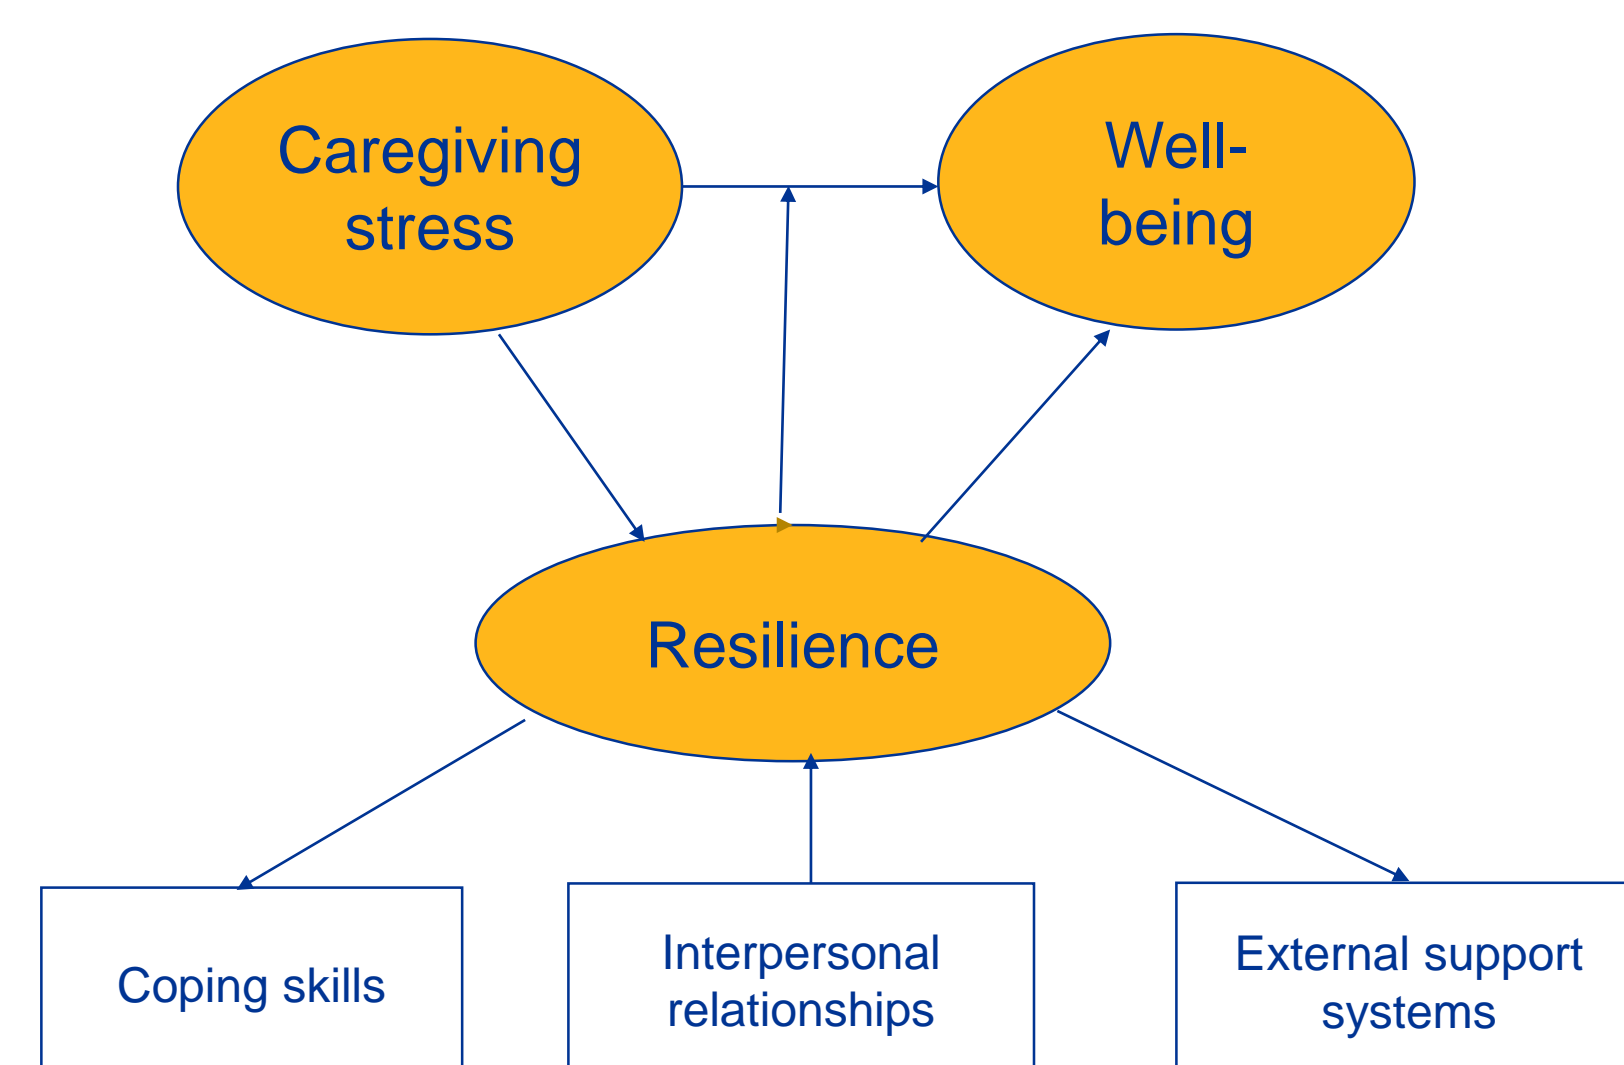 Caregiving
stress
Well-
being
Resilience
Coping skills
Interpersonal
relationships
External support
systems